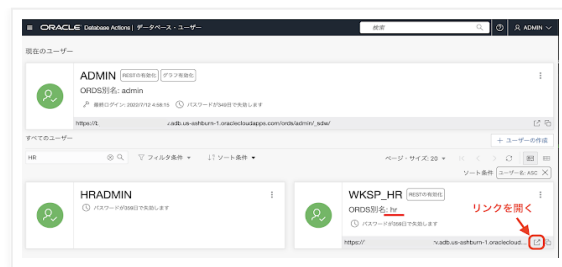 ORACLE Database Actions | データベース・ユーザー
検索
ADMIN
現在のユーザー
ADMIN RESTの有効化 グラフ有効化
ORDS別名: admin
最終ログイン: 2022/7/12 4:58:15 パスワードが349日で失効します
.adb.us-ashburn-1.oraclecloudapps.com/ords/admin/_sdw/
すべてのユーザー
+ ユーザーの作成
HR
フィルタ条件
ソート条件
ページ・サイズ: 20
ソート条件 ユーザー名: ASC
HRADMIN
パスワードが359日で失効します
WKSP_HR RESTの有効化
ORDS別名: hr
パスワードが359日で失効します
リンクを開く
https://
.adb.us-ashburn-1.oraclecloud...